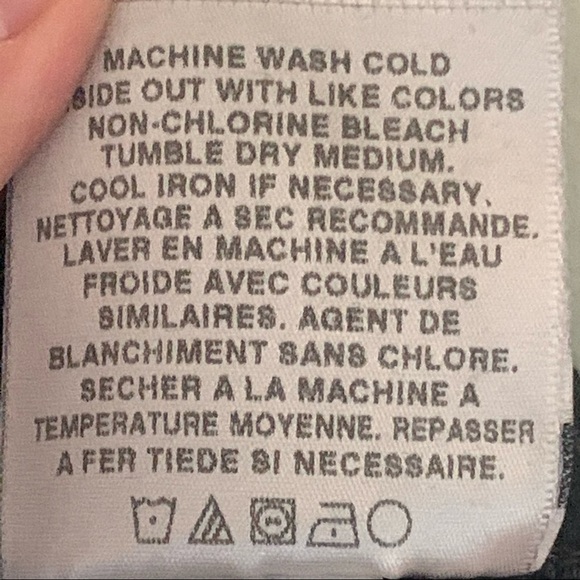 MACHINE WASH COLD
SIDE OUT WITH LIKE COLORS
NON-CHLORINE BLEACH
TUMBLE DRY MEDIUM.
COOL IRON IF NECESSARY.
NETTOYAGE A SEC RECOMMANDE.
LAVER EN MACHINE A L'EAU
FROIDE AVEC COULEURS
SIMILAIRES. AGENT DE
BLANCHIMENT SANS CHLORE.
SECHER A LA MACHINE A
TEMPERATURE MOYENNE. REPASSER
A FER TIEDE SI NECESSAIRE.